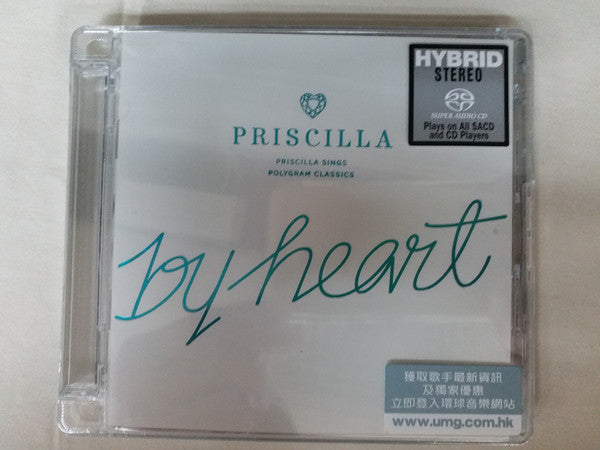 HYBRID
STEREO
SUPER AUDIO CD
Plays on All SACD
and CD Players
PRISCILLA
PRISCILLA SINGS
POLYGRAM CLASSICS
by heart
獲取歌手最新資訊
及獨家優惠
立即登入環球音樂網站
www.umg.com.hk